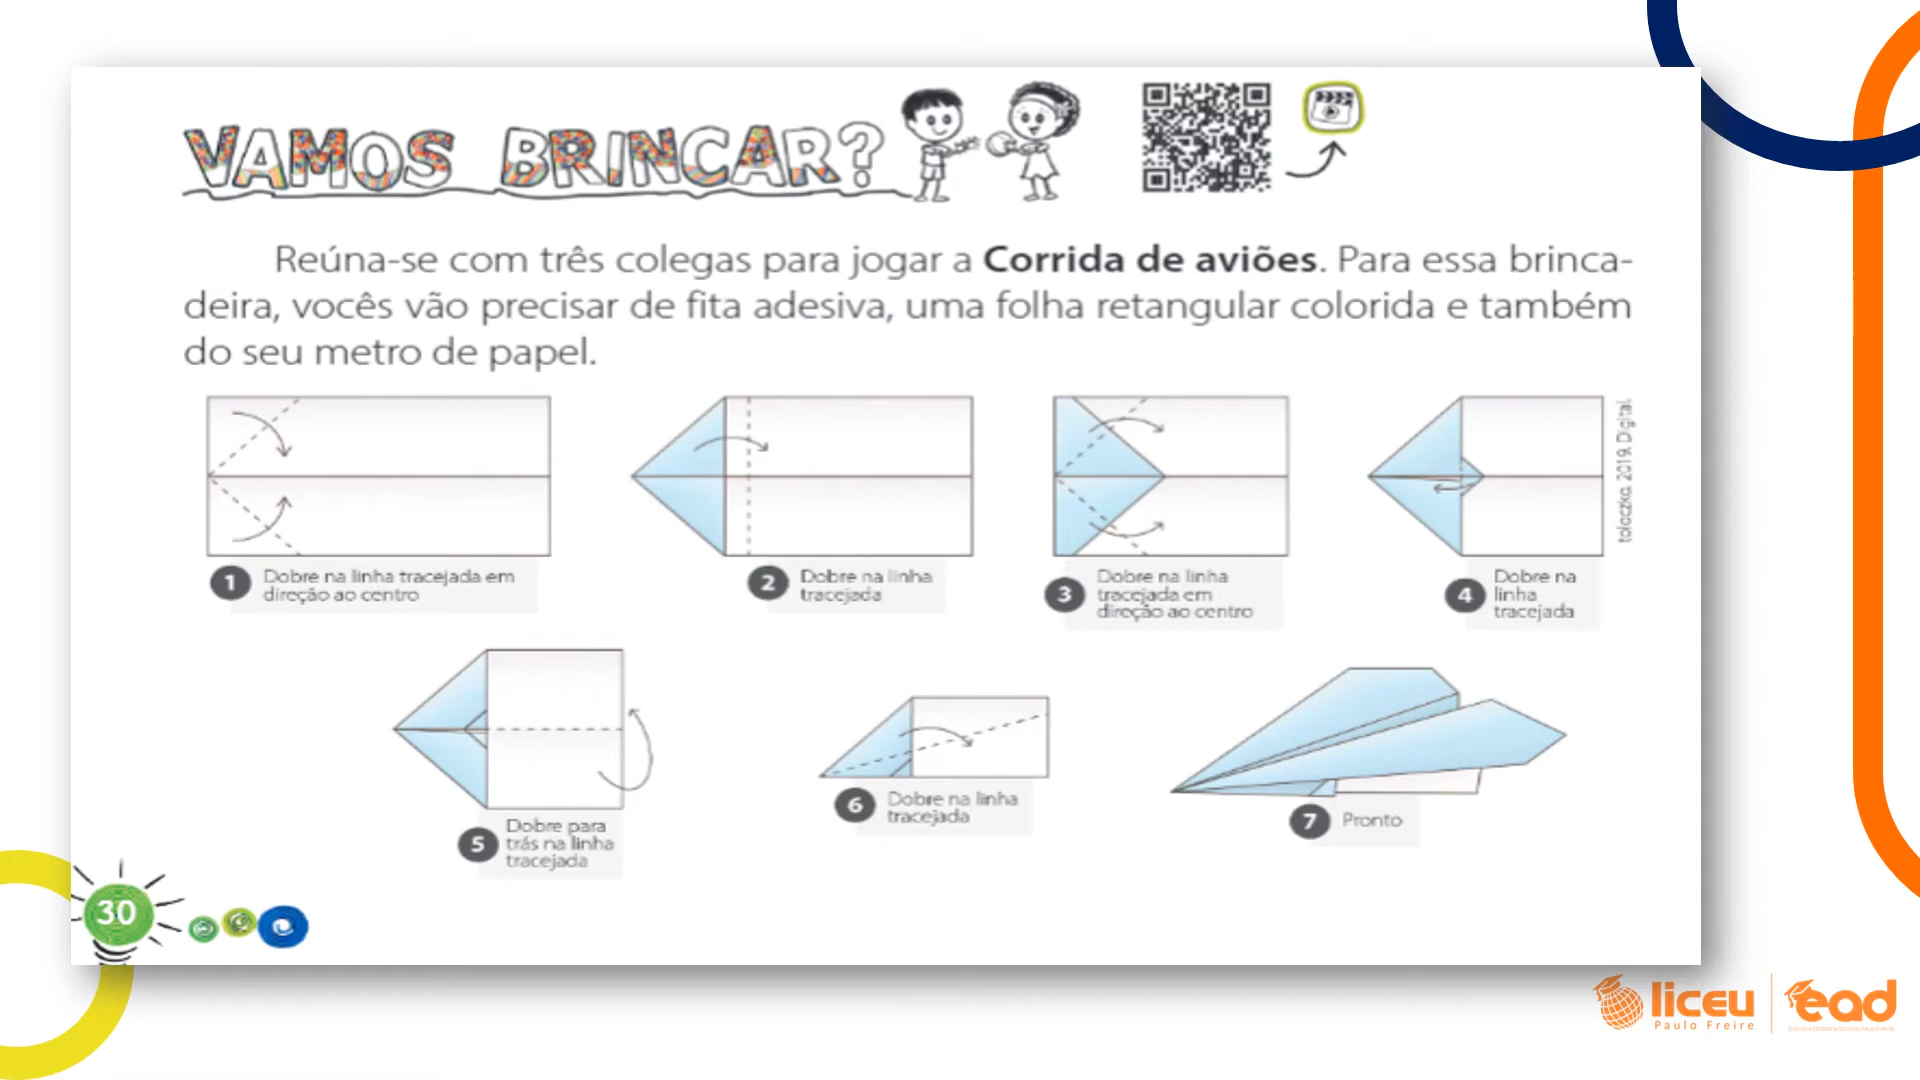 VAMOS BRINCAR?
Reúna-se com três colegas para jogar a Corrida de aviões. Para essa brinca-
deira, vocês vão precisar de fita adesiva, uma folha retangular colorida e também
do seu metro de papel.
1 Dobre na linha tracejada em
direção ao centro
2 Dobre na linha
tracejada
3 Dobre na linha
tracejada em
direção ao centro
4 Dobre na
linha
tracejada
tolaczko. 2019. Digital.
5 Dobre para
trás na linha
tracejada
6 Dobre na linha
tracejada
7 Pronto
30
liceu
Paulo Freire
ead